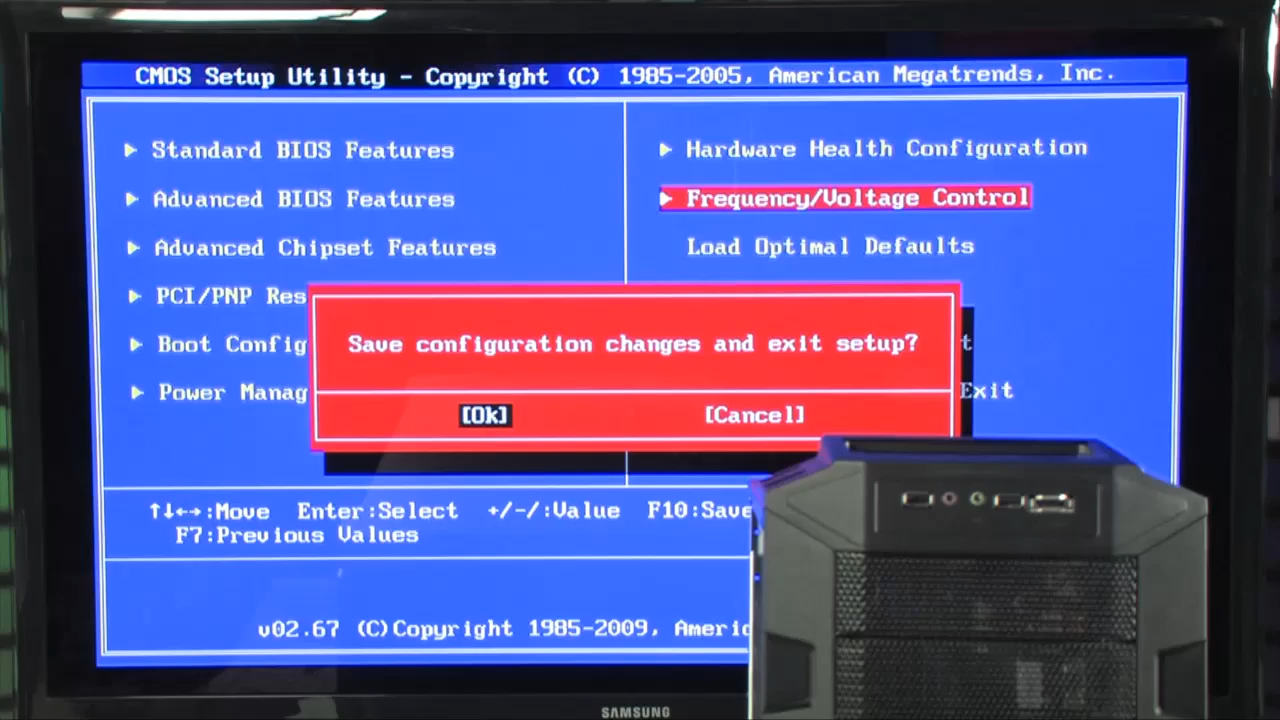 CMOS Setup Utility - Copyright (C) 1985-2005, American Megatrends, Inc.
Standard BIOS Features
Advanced BIOS Features
Advanced Chipset Features
PCI/PNP Res
Boot Config
Power Manag
Hardware Health Configuration
Frequency/Voltage Control
Load Optimal Defaults
t
Exit
Save configuration changes and exit setup?
[Ok] [Cancel]
↑↓←→:Move Enter:Select +/-/:Value F10:Save
F7:Previous Values
v02.67 (C)Copyright 1985-2009, Americ
SAMSUNG